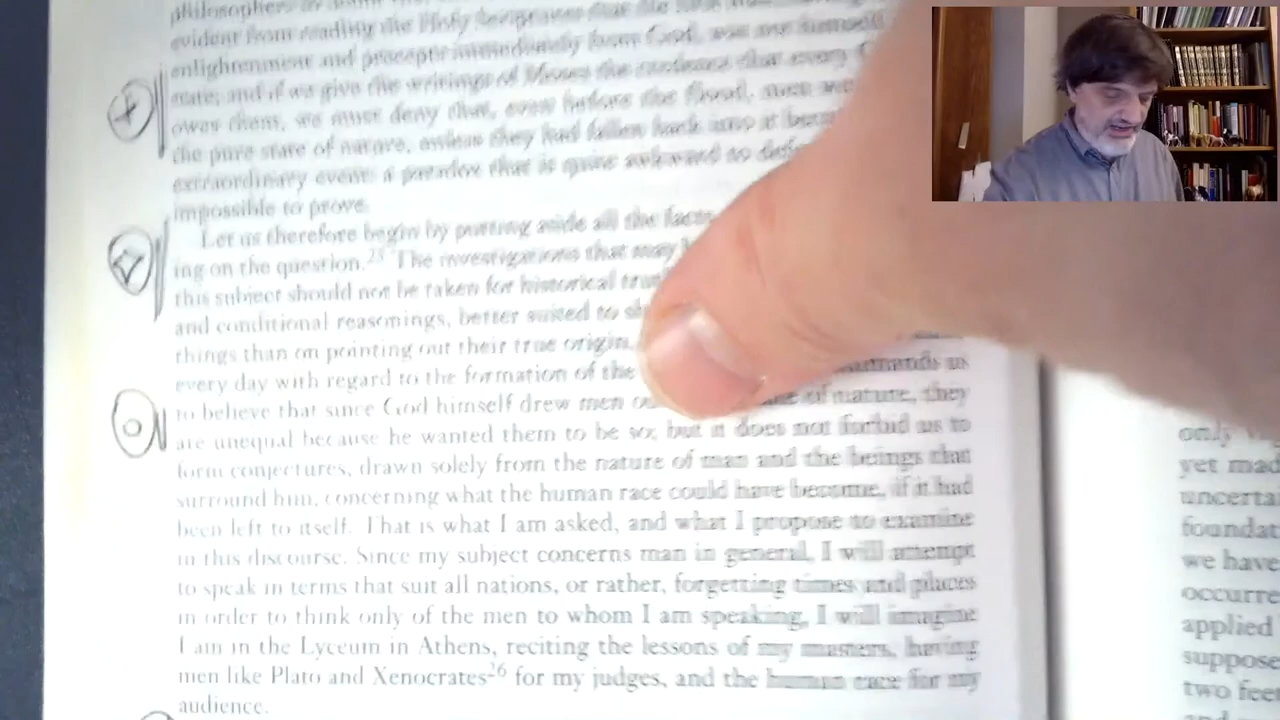 philosophers to
evident from reading the Holy Scriptures that the first man,
enlightenment and precepts immediately from God, was not himself
state; and if we give the writings of Moses the credence that every
owes them, we must deny that, even before the flood, men we
the pure state of nature, unless they had fallen back into it becau
extraordinary event: a paradox that is quite awkward to defe
impossible to prove.
Let us therefore begin by putting aside all the facts
ing on the question.25 The investigations that may
this subject should not be taken for historical trut
and conditional reasonings, better suited to sh
things than on pointing out their true origin,
every day with regard to the formation of the
to believe that since God himself drew men ou of nature, they
are unequal because he wanted them to be so; but it does not forbid us to
form conjectures, drawn solely from the nature of man and the beings that
surround him, concerning what the human race could have become, if it had
been left to itself. That is what I am asked, and what I propose to examine
in this discourse. Since my subject concerns man in general, I will attempt
to speak in terms that suit all nations, or rather, forgetting times and places
in order to think only of the men to whom I am speaking, I will imagine
I am in the Lyceum in Athens, reciting the lessons of my masters, having
men like Plato and Xenocrates26 for my judges, and the human race for my
audience.
only
yet mad
uncerta
foundat
we have
occurre
applied
suppose
two feet